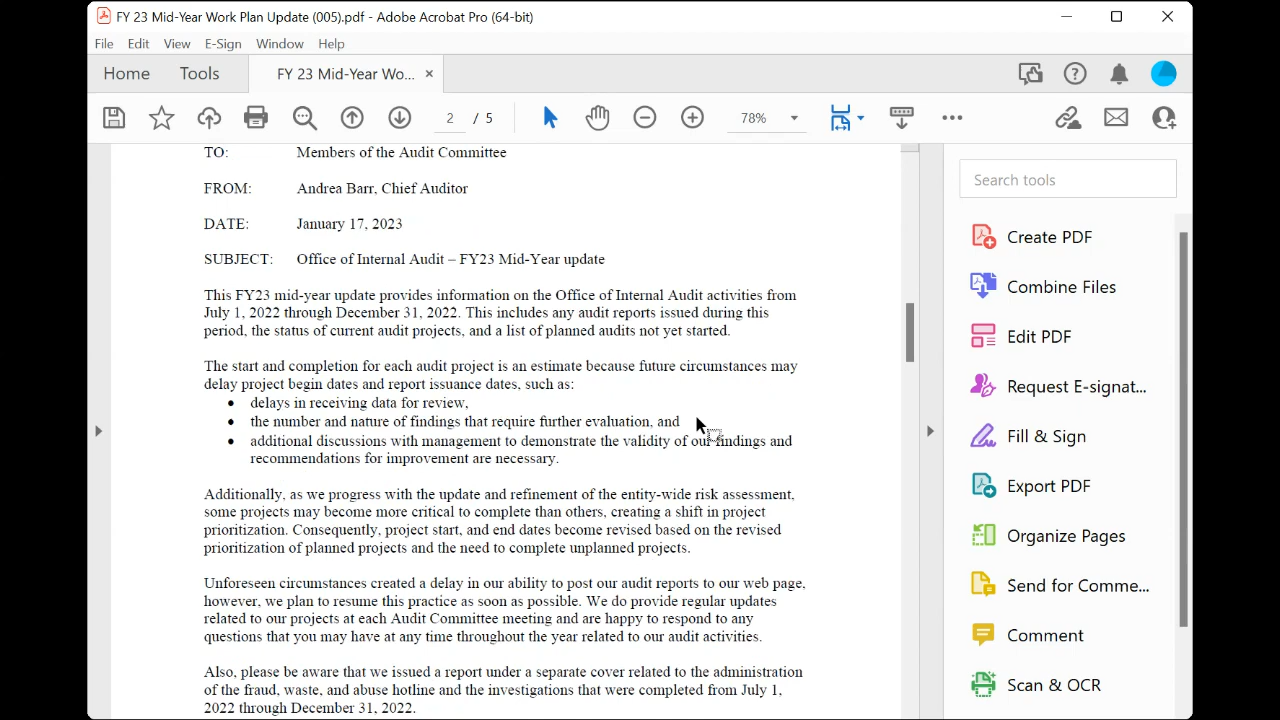 FY 23 Mid-Year Work Plan Update (005).pdf - Adobe Acrobat Pro (64-bit)
File Edit View E-Sign Window Help
Home Tools FY 23 Mid-Year Wo... ×
2 / 5 78%
TO: Members of the Audit Committee
FROM: Andrea Barr, Chief Auditor
DATE: January 17, 2023
SUBJECT: Office of Internal Audit – FY23 Mid-Year update
This FY23 mid-year update provides information on the Office of Internal Audit activities from
July 1, 2022 through December 31, 2022. This includes any audit reports issued during this
period, the status of current audit projects, and a list of planned audits not yet started.
The start and completion for each audit project is an estimate because future circumstances may
delay project begin dates and report issuance dates, such as:
• delays in receiving data for review,
• the number and nature of findings that require further evaluation, and
• additional discussions with management to demonstrate the validity of our findings and
recommendations for improvement are necessary.
Additionally, as we progress with the update and refinement of the entity-wide risk assessment,
some projects may become more critical to complete than others, creating a shift in project
prioritization. Consequently, project start, and end dates become revised based on the revised
prioritization of planned projects and the need to complete unplanned projects.
Unforeseen circumstances created a delay in our ability to post our audit reports to our web page,
however, we plan to resume this practice as soon as possible. We do provide regular updates
related to our projects at each Audit Committee meeting and are happy to respond to any
questions that you may have at any time throughout the year related to our audit activities.
Also, please be aware that we issued a report under a separate cover related to the administration
of the fraud, waste, and abuse hotline and the investigations that were completed from July 1,
2022 through December 31, 2022.
Search tools
Create PDF
Combine Files
Edit PDF
Request E-signat...
Fill & Sign
Export PDF
Organize Pages
Send for Comme...
Comment
Scan & OCR